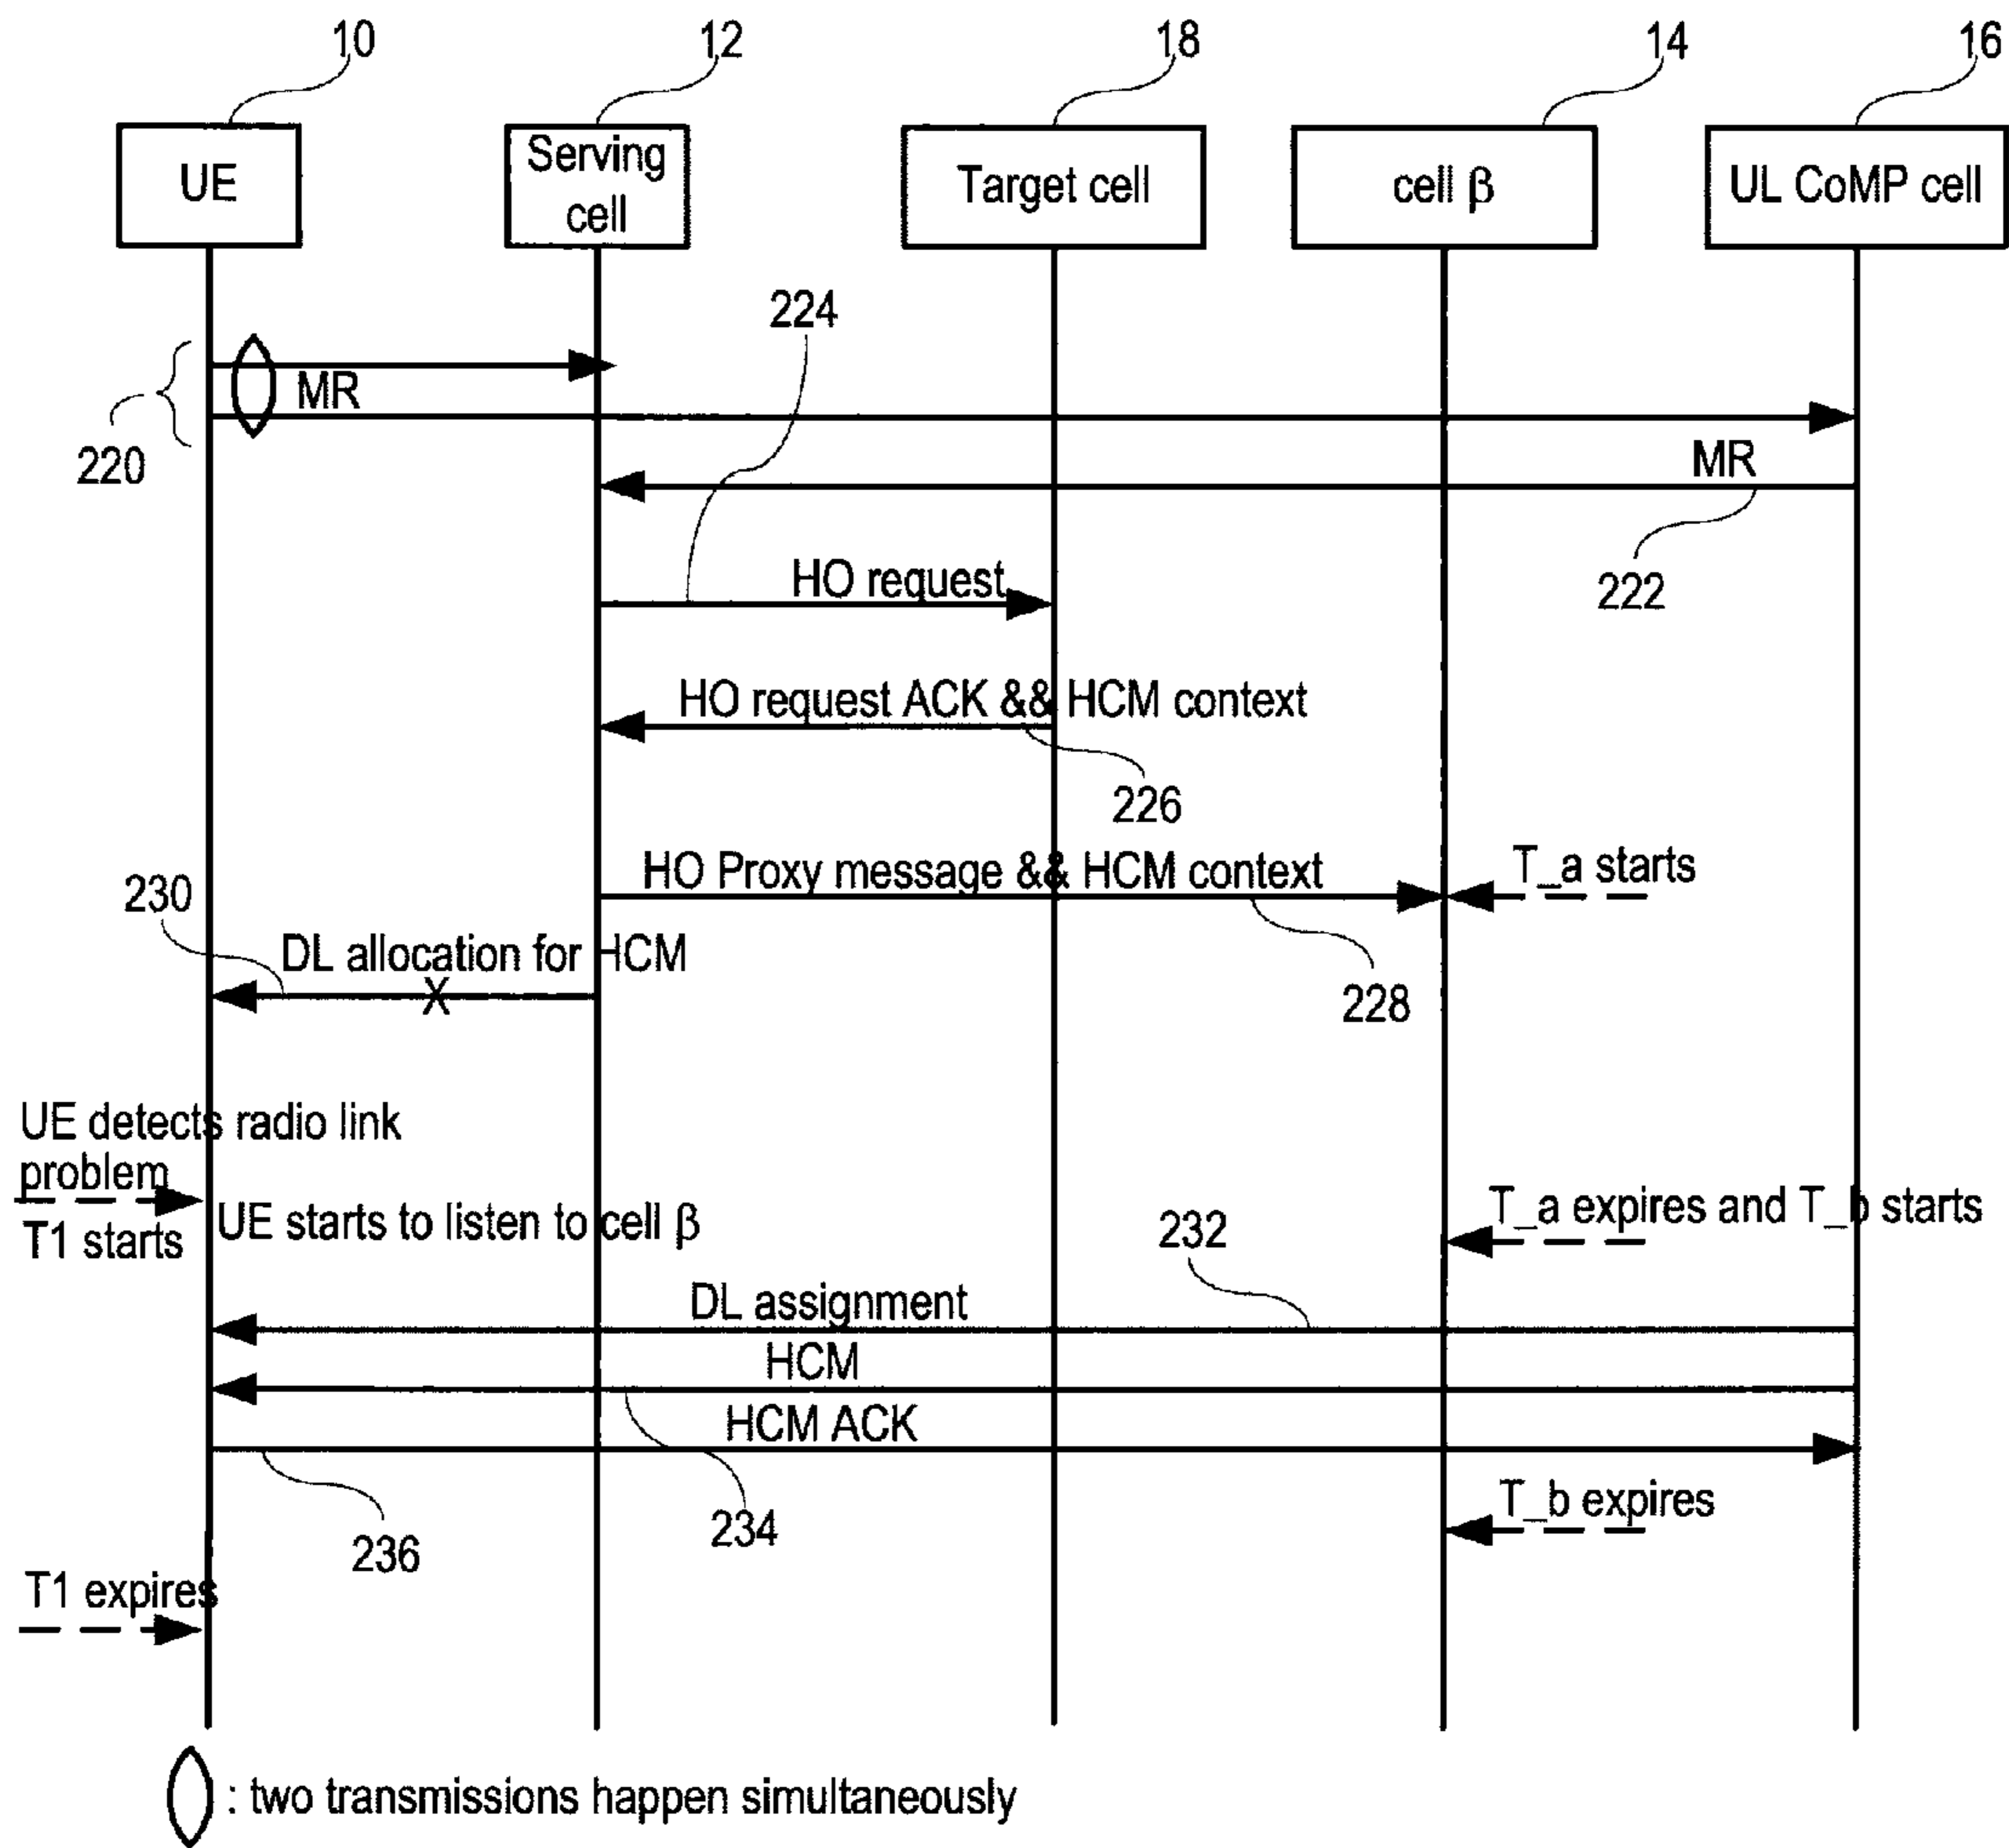 10
12
18
14
16
UE
Serving
cell
Target cell
cell β
UL CoMP cell
224
MR
220
MR
222
HO request
HO request ACK && HCM context
226
HO Proxy message && HCM context
T_a starts
230
DL allocation for HCM
X
228
UE detects radio link
problem
T1 starts
UE starts to listen to cell β
T_a expires and T_b starts
232
DL assignment
HCM
HCM ACK
T_b expires
234
236
T1 expires
: two transmissions happen simultaneously